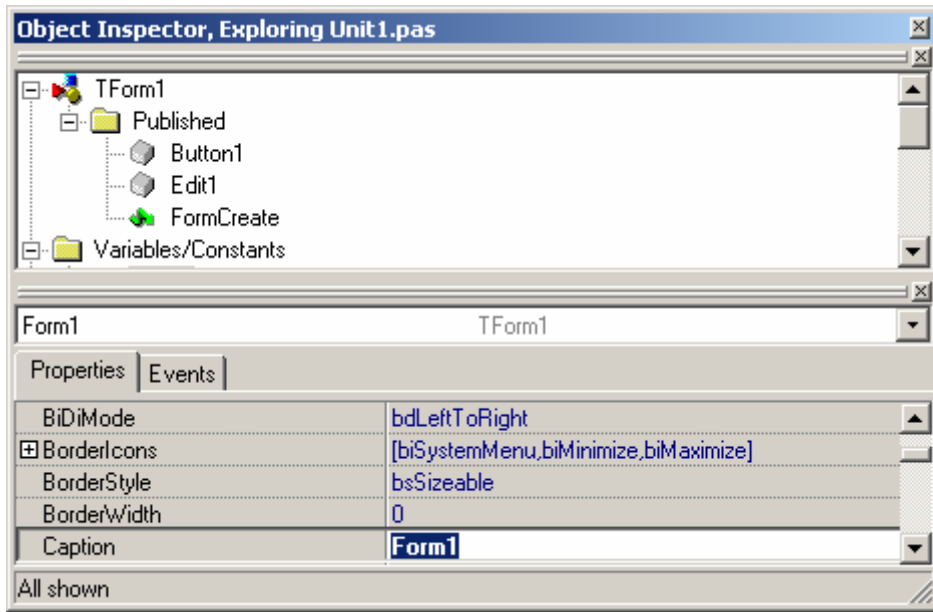 Object Inspector, Exploring Unit1.pas
TForm1
Published
Button1
Edit1
FormCreate
Variables/Constants
Form1 TForm1
Properties Events
BiDiMode bdLeftToRight
BorderIcons [biSystemMenu,biMinimize,biMaximize]
BorderStyle bsSizeable
BorderWidth 0
Caption Form1
All shown